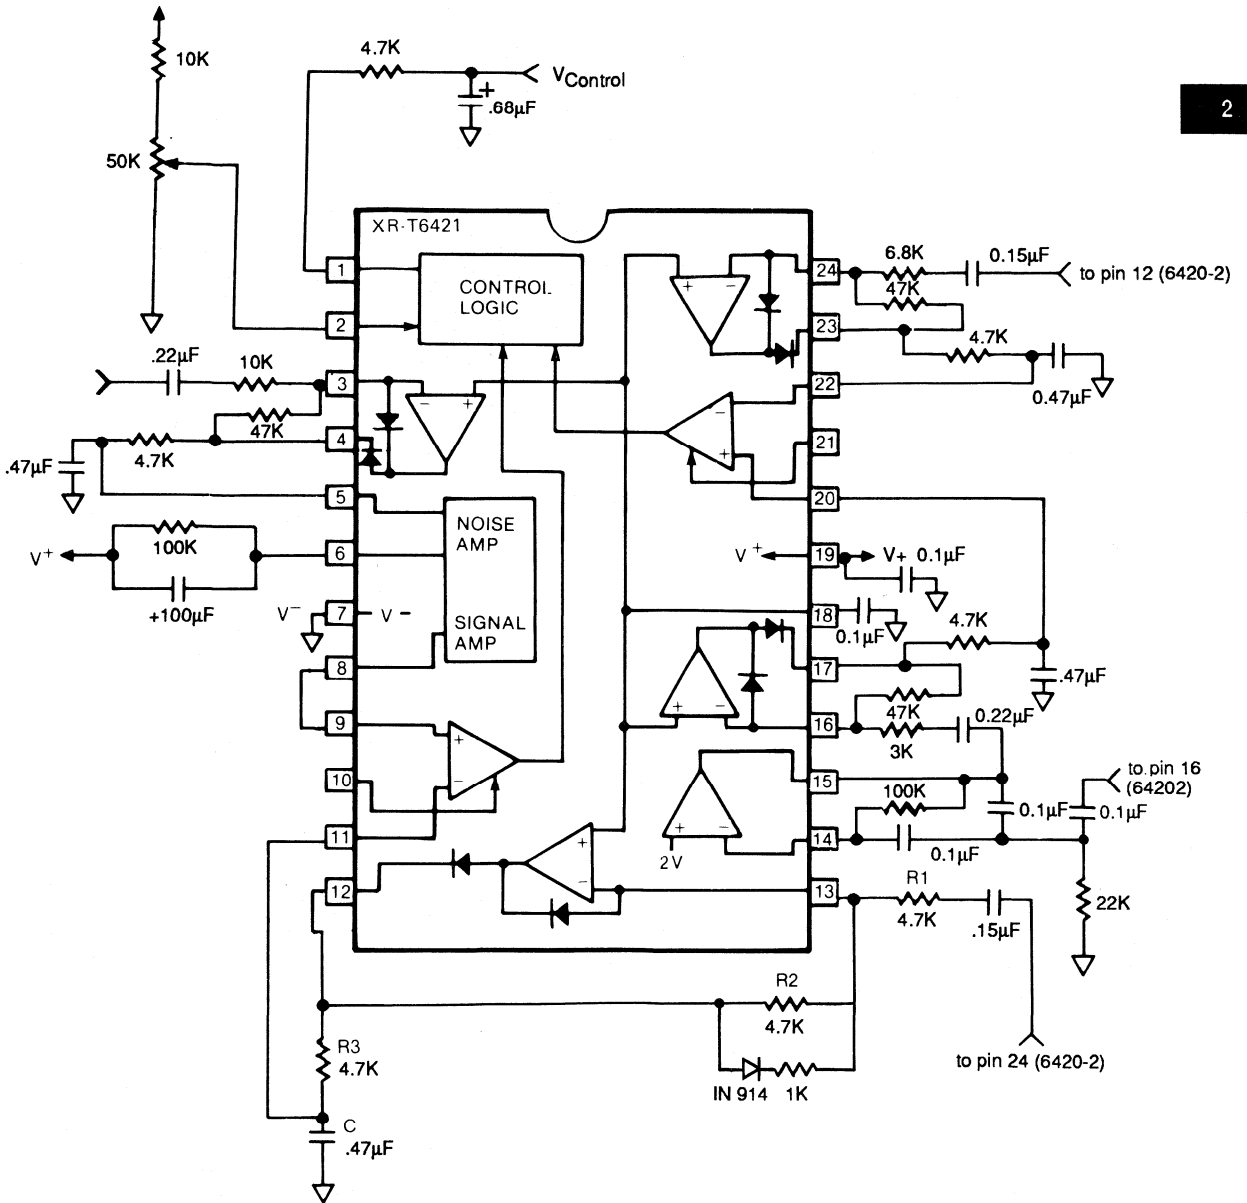 10K
4.7K
VControl
+
.68µF
2
50K
XR-T6421
1
CONTROL
LOGIC
2
+
−
24
6.8K
0.15µF
to pin 12 (6420-2)
47K
23
4.7K
.22µF
10K
3
−
+
22
0.47µF
47K
4
4.7K
.47µF
−
+
21
5
20
NOISE
AMP
V+
100K
6
V+
19
V+
0.1µF
+100µF
V−
7
V−
SIGNAL
AMP
18
0.1µF
4.7K
8
17
.47µF
+
−
47K
0.22µF
9
+
−
16
3K
10
15
to pin 16
(64202)
100K
0.1µF
0.1µF
11
+
−
2V
14
0.1µF
12
+
−
13
R1
4.7K
.15µF
22K
R2
4.7K
R3
4.7K
IN 914
1K
to pin 24 (6420-2)
C
.47µF